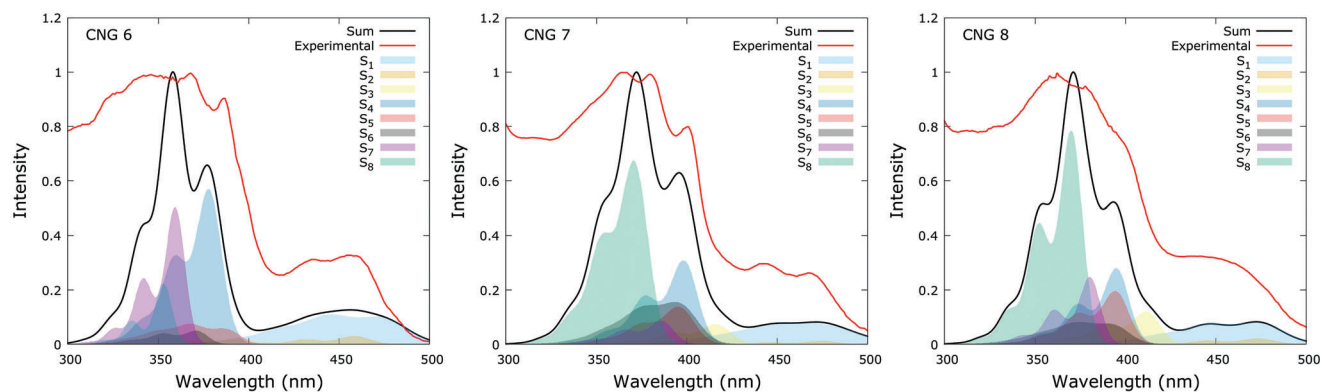 CNG 6
Sum
Experimental
S1
S2
S3
S4
S5
S6
S7
S8
1.2
1
0.8
0.6
0.4
0.2
0
Intensity
300 350 400 450 500
Wavelength (nm)
CNG 7
Sum
Experimental
S1
S2
S3
S4
S5
S6
S7
S8
1.2
1
0.8
0.6
0.4
0.2
0
Intensity
300 350 400 450 500
Wavelength (nm)
CNG 8
Sum
Experimental
S1
S2
S3
S4
S5
S6
S7
S8
1.2
1
0.8
0.6
0.4
0.2
0
Intensity
300 350 400 450 500
Wavelength (nm)